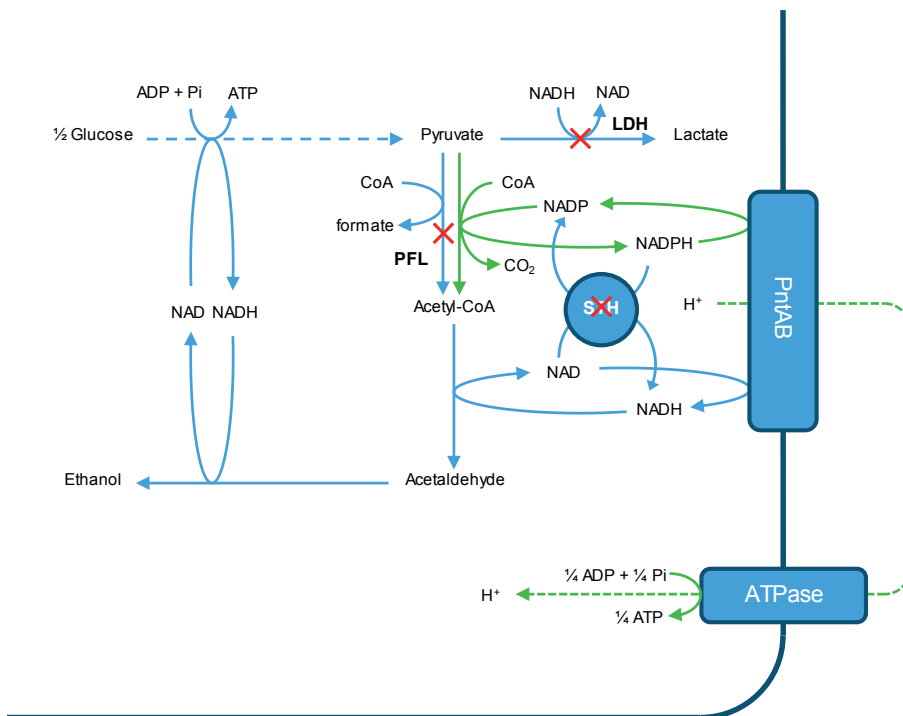 ADP + Pi
ATP
NADH
NAD
LDH
½ Glucose
Pyruvate
Lactate
CoA
CoA
NADP
formate
NADPH
PFL
CO₂
Acetyl-CoA
STH
H⁺
PntAB
NAD NADH
NAD
NADH
Ethanol
Acetaldehyde
¼ ADP + ¼ Pi
H⁺
ATPase
¼ ATP